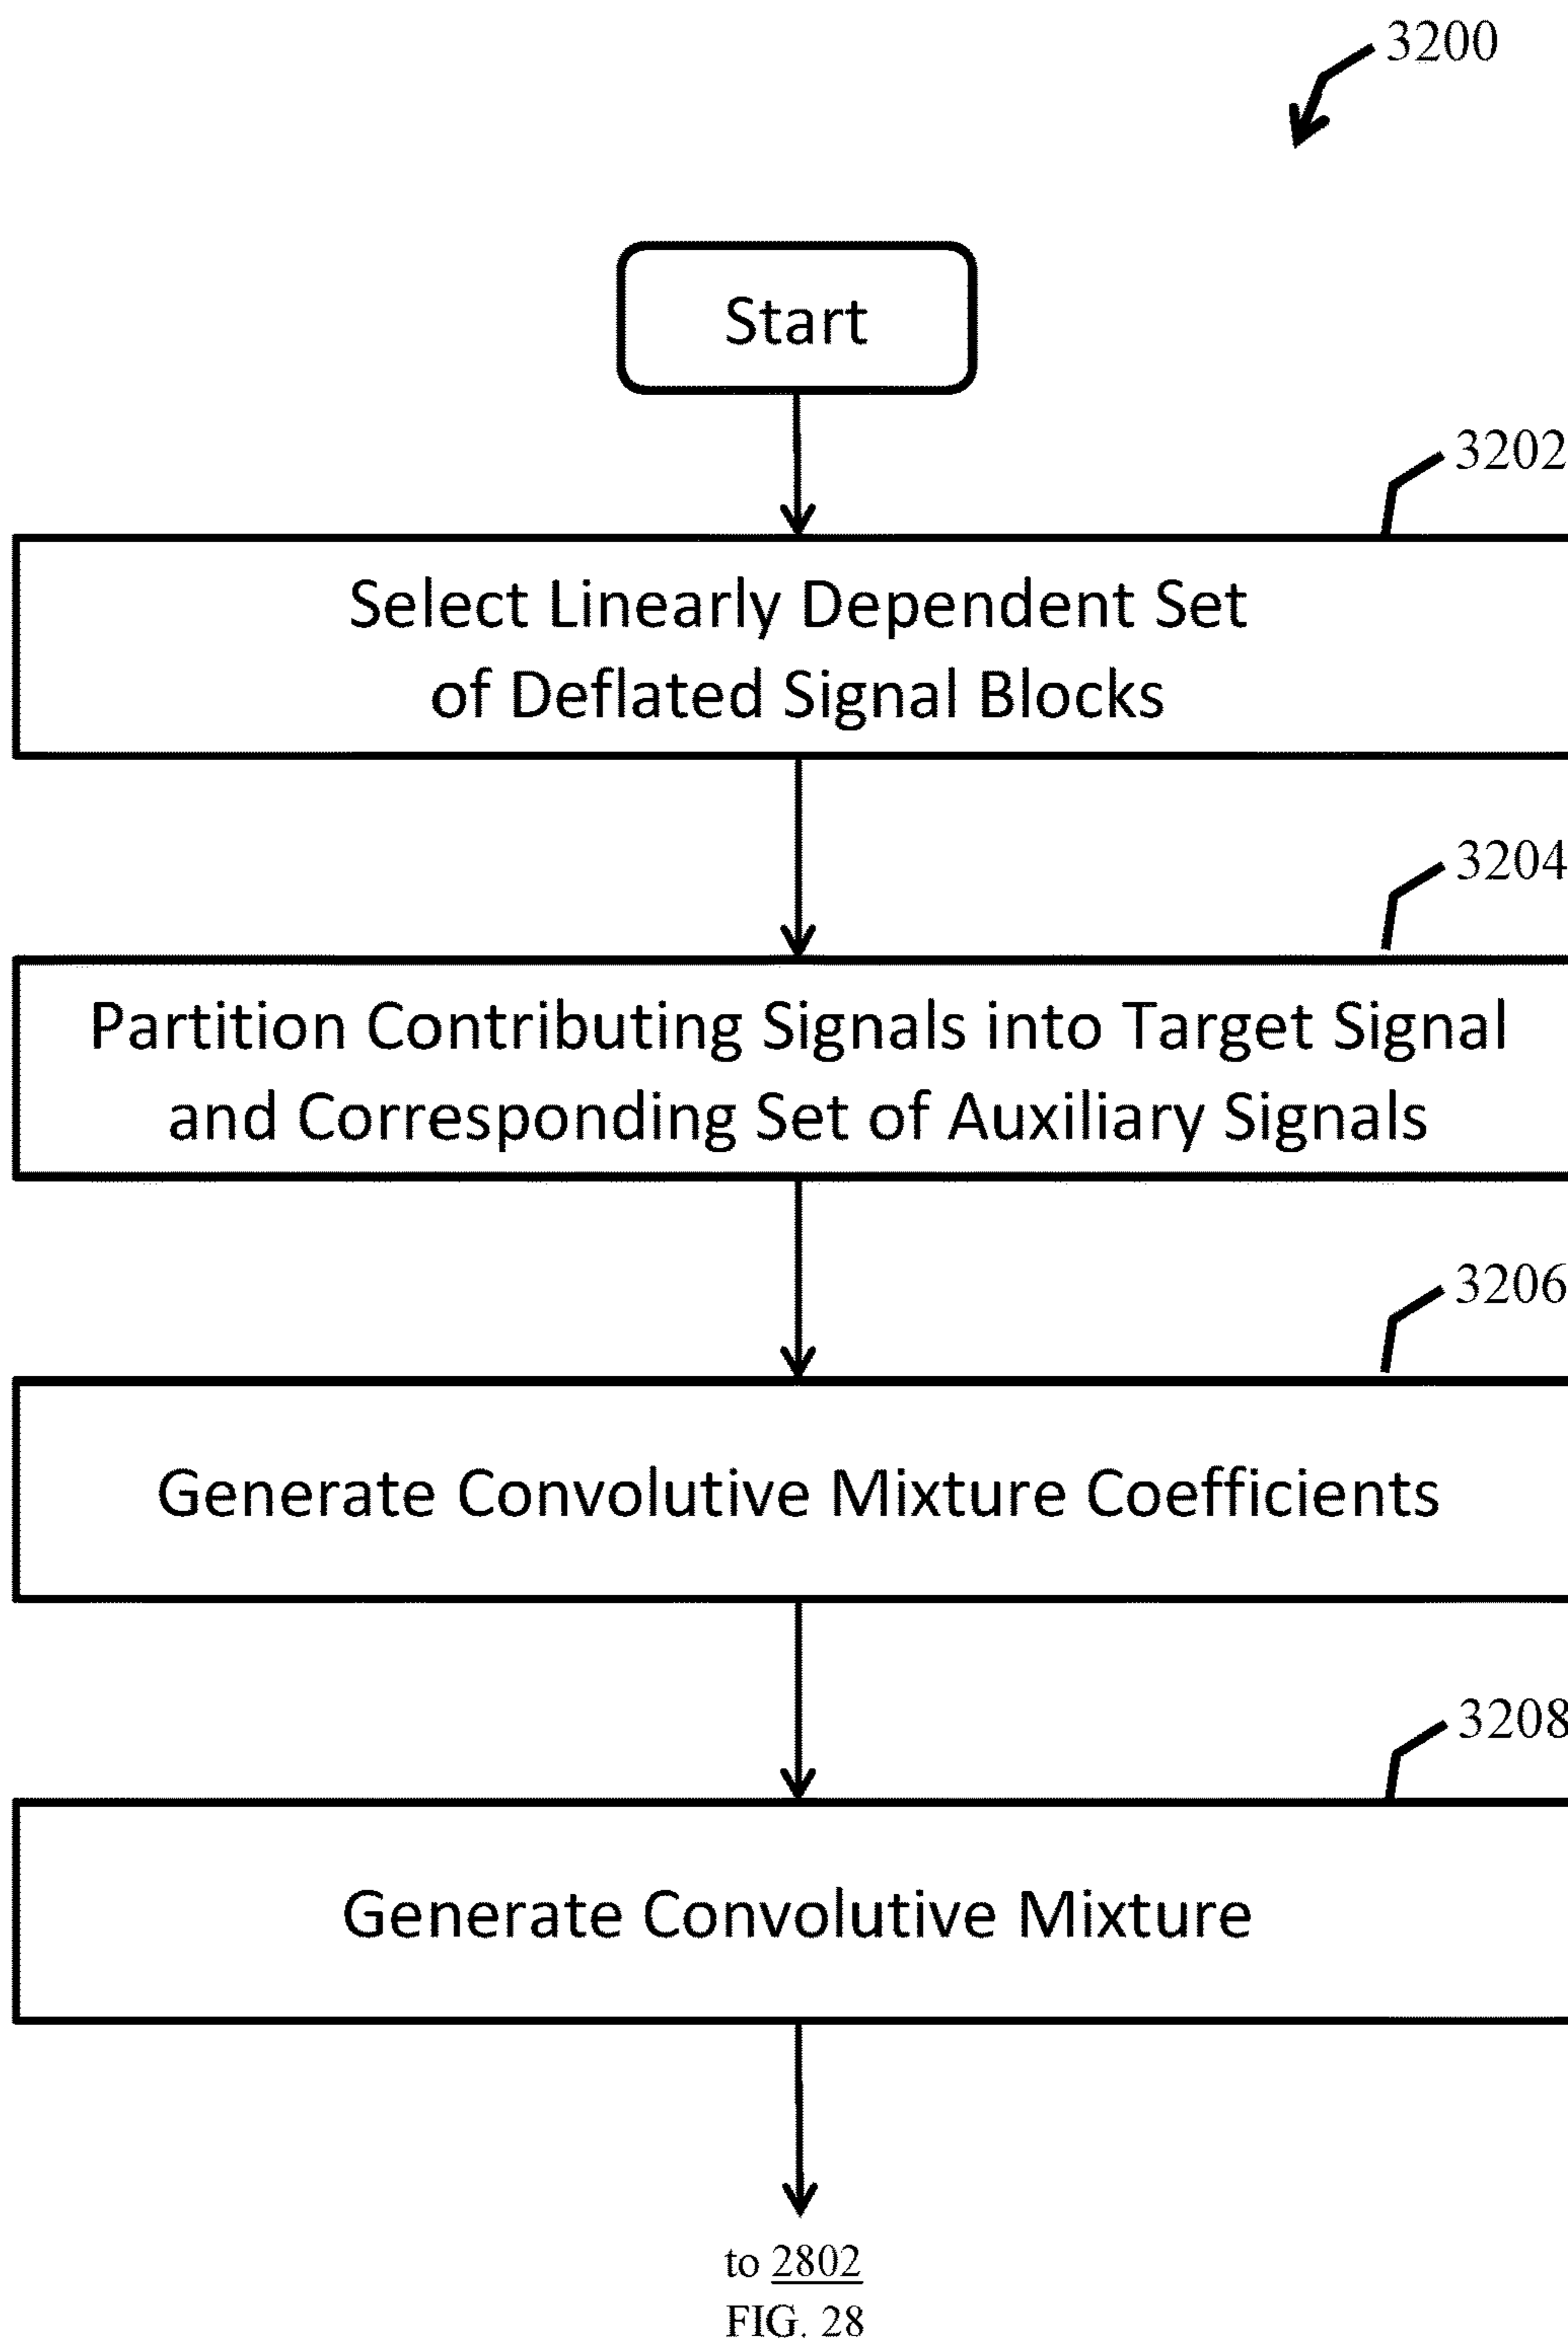 3200
Start
3202
Select Linearly Dependent Set
of Deflated Signal Blocks
3204
Partition Contributing Signals into Target Signal
and Corresponding Set of Auxiliary Signals
3206
Generate Convolutive Mixture Coefficients
3208
Generate Convolutive Mixture
to 2802
FIG. 28